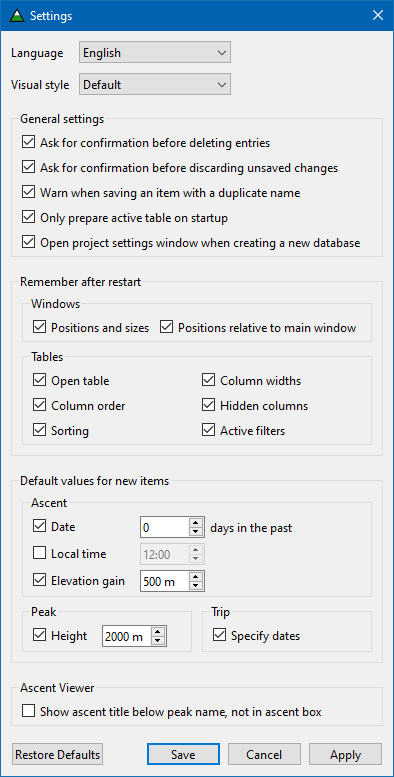 Settings
Language English
Visual style Default
General settings
Ask for confirmation before deleting entries
Ask for confirmation before discarding unsaved changes
Warn when saving an item with a duplicate name
Only prepare active table on startup
Open project settings window when creating a new database
Remember after restart
Windows
Positions and sizes Positions relative to main window
Tables
Open table Column widths
Column order Hidden columns
Sorting Active filters
Default values for new items
Ascent
Date 0 days in the past
Local time 12:00
Elevation gain 500 m
Peak Trip
Height 2000 m Specify dates
Ascent Viewer
Show ascent title below peak name, not in ascent box
Restore Defaults Save Cancel Apply